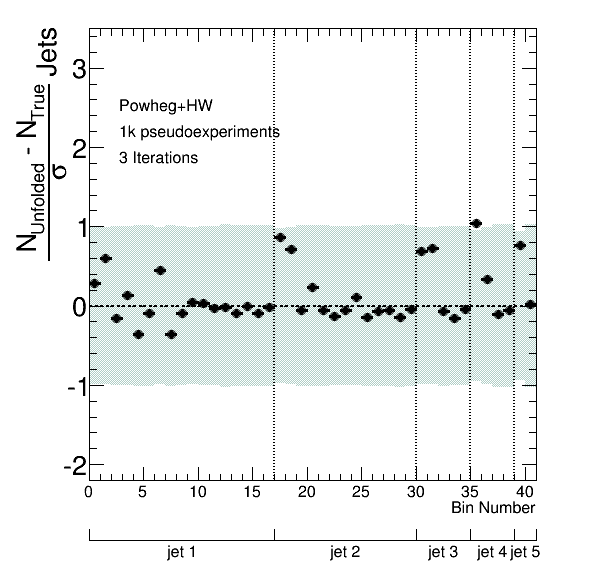 N_Unfolded - N_True
σ
Jets
3
2
1
0
-1
-2
Powheg+HW
1k pseudoexperiments
3 Iterations
0 5 10 15 20 25 30 35 40
Bin Number
jet 1 jet 2 jet 3 jet 4 jet 5